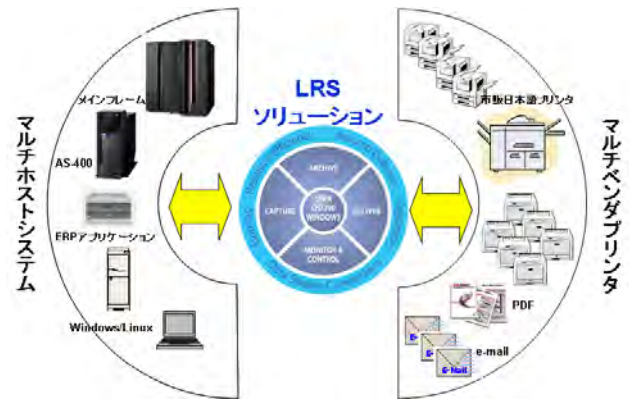 マルチホストシステム
メインフレーム
AS-400
ERPアプリケーション
Windows/Linux
LRS
ソリューション
ARCHIVE
CAPTURE
DELIVER
MONITOR &
CONTROL
市販日本語プリンタ
PDF
e-mail
E-Mail
マルチベンダプリンタ